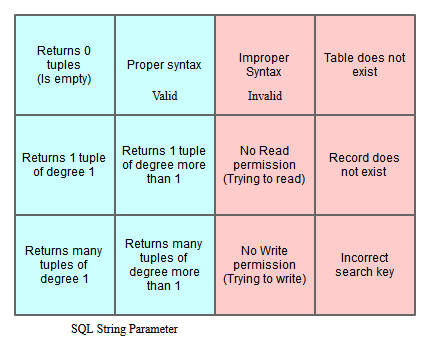 Returns 0
tuples
(Is empty)
Proper syntax
Valid
Improper
Syntax
Invalid
Table does not
exist
Returns 1 tuple
of degree 1
Returns 1 tuple
of degree more
than 1
No Read
permission
(Trying to read)
Record does
not exist
Returns many
tuples of
degree 1
Returns many
tuples of
degree more
than 1
No Write
permission
(Trying to write)
Incorrect
search key
SQL String Parameter